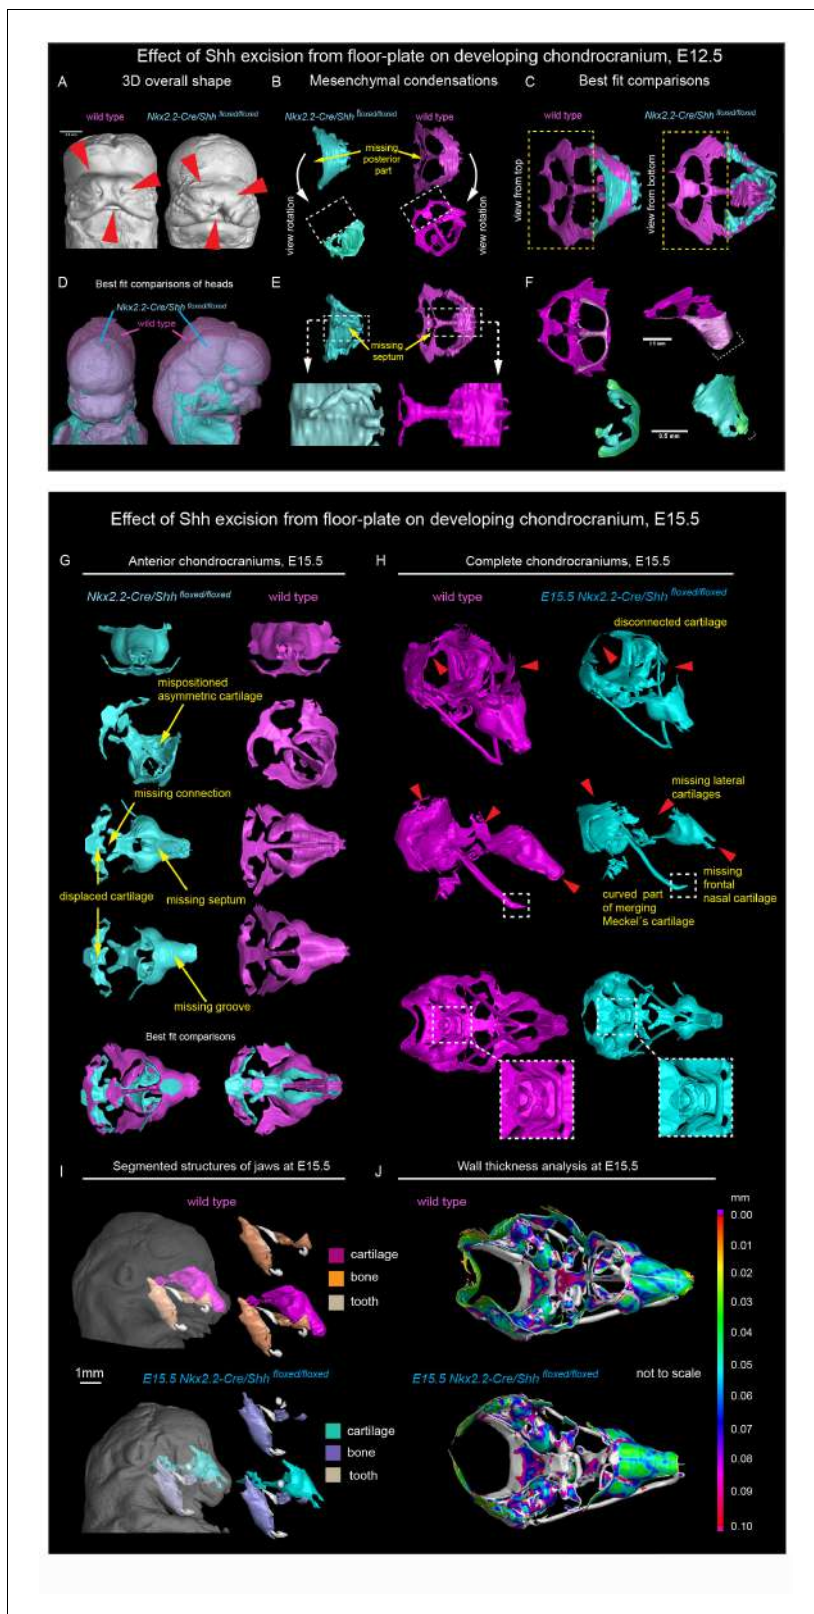 Effect of Shh excision from floor-plate on developing chondrocranium, E12.5
A 3D overall shape
B Mesenchymal condensations
C Best fit comparisons
wild type Nkx2.2-Cre/Shh floxed/floxed
Nkx2.2-Cre/Shh floxed/floxed wild type
wild type Nkx2.2-Cre/Shh floxed/floxed
missing
posterior
part
view rotation
view rotation
view from top
view from bottom
D Best fit comparisons of heads
Nkx2.2-Cre/Shh floxed/floxed
wild type
E
missing
septum
F
0.5 mm
Effect of Shh excision from floor-plate on developing chondrocranium, E15.5
G Anterior chondrocraniums, E15.5
Nkx2.2-Cre/Shh floxed/floxed wild type
mispositioned
asymmetric cartilage
missing connection
displaced cartilage
missing septum
missing groove
Best fit comparisons
H Complete chondrocraniums, E15.5
wild type E15.5 Nkx2.2-Cre/Shh floxed/floxed
disconnected cartilage
missing lateral
cartilages
missing
frontal
nasal cartilage
curved part
of merging
Meckel´s cartilage
I Segmented structures of jaws at E15.5
wild type
cartilage
bone
tooth
1mm
E15.5 Nkx2.2-Cre/Shh floxed/floxed
cartilage
bone
tooth
J Wall thickness analysis at E15.5
wild type
mm
0.00
0.01
0.02
0.03
0.04
0.05
0.06
0.07
0.08
0.09
0.10
E15.5 Nkx2.2-Cre/Shh floxed/floxed
not to scale